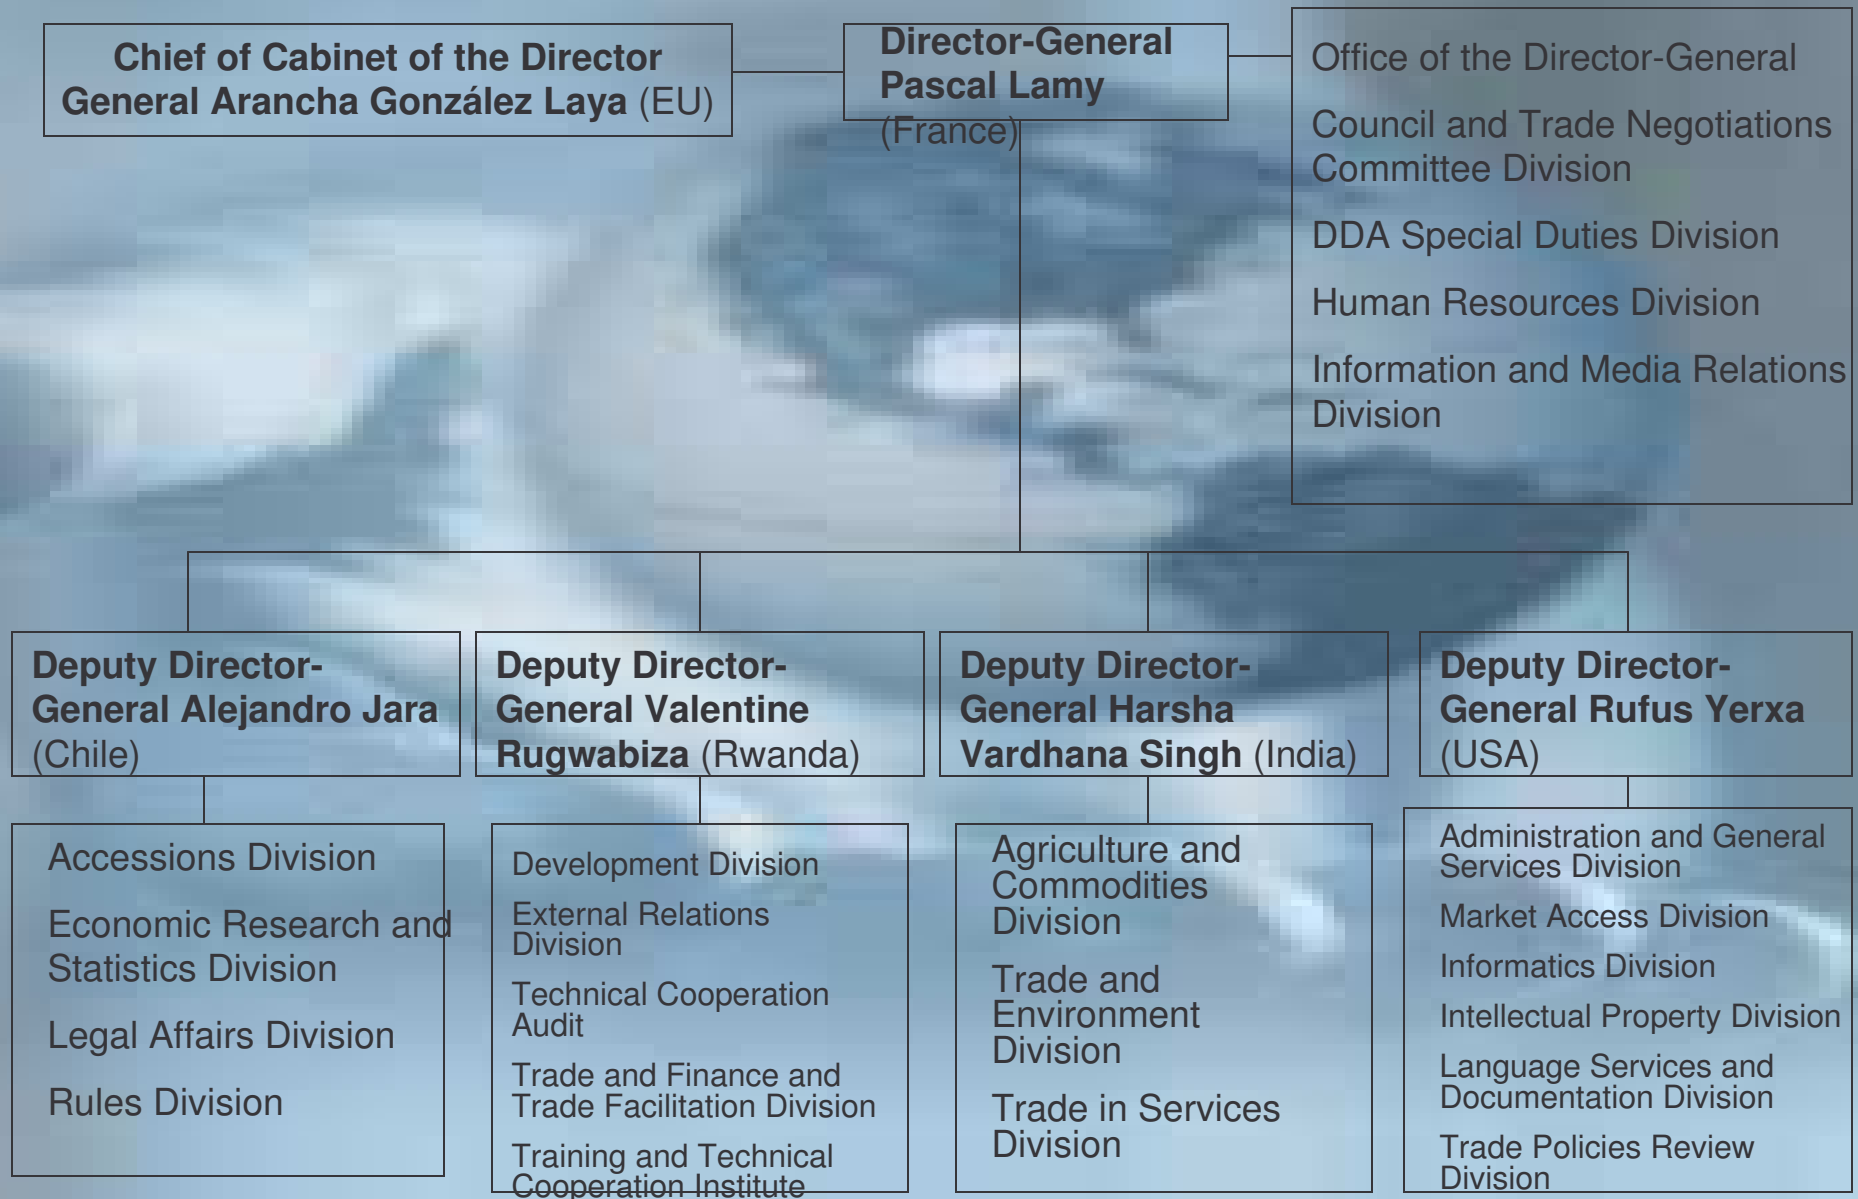 Chief of Cabinet of the Director
General Arancha González Laya (EU)
Director-General
Pascal Lamy
(France)
Office of the Director-General
Council and Trade Negotiations
Committee Division
DDA Special Duties Division
Human Resources Division
Information and Media Relations
Division
Deputy Director-
General Alejandro Jara
(Chile)
Deputy Director-
General Valentine
Rugwabiza (Rwanda)
Deputy Director-
General Harsha
Vardhana Singh (India)
Deputy Director-
General Rufus Yerxa
(USA)
Accessions Division
Economic Research and
Statistics Division
Legal Affairs Division
Rules Division
Development Division
External Relations
Division
Technical Cooperation
Audit
Trade and Finance and
Trade Facilitation Division
Training and Technical
Cooperation Institute
Agriculture and
Commodities
Division
Trade and
Environment
Division
Trade in Services
Division
Administration and General
Services Division
Market Access Division
Informatics Division
Intellectual Property Division
Language Services and
Documentation Division
Trade Policies Review
Division